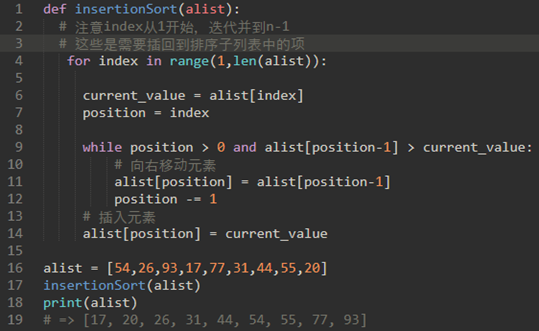 1 def insertionSort(alist):
2 # 注意index从1开始, 迭代并到n-1
3 # 这些是需要插回到排序子列表中的项
4 for index in range(1,len(alist)):
5
6 current_value = alist[index]
7 position = index
8
9 while position > 0 and alist[position-1] > current_value:
10 # 向右移动元素
11 alist[position] = alist[position-1]
12 position -= 1
13 # 插入元素
14 alist[position] = current_value
15
16 alist = [54,26,93,17,77,31,44,55,20]
17 insertionSort(alist)
18 print(alist)
19 # => [17, 20, 26, 31, 44, 54, 55, 77, 93]